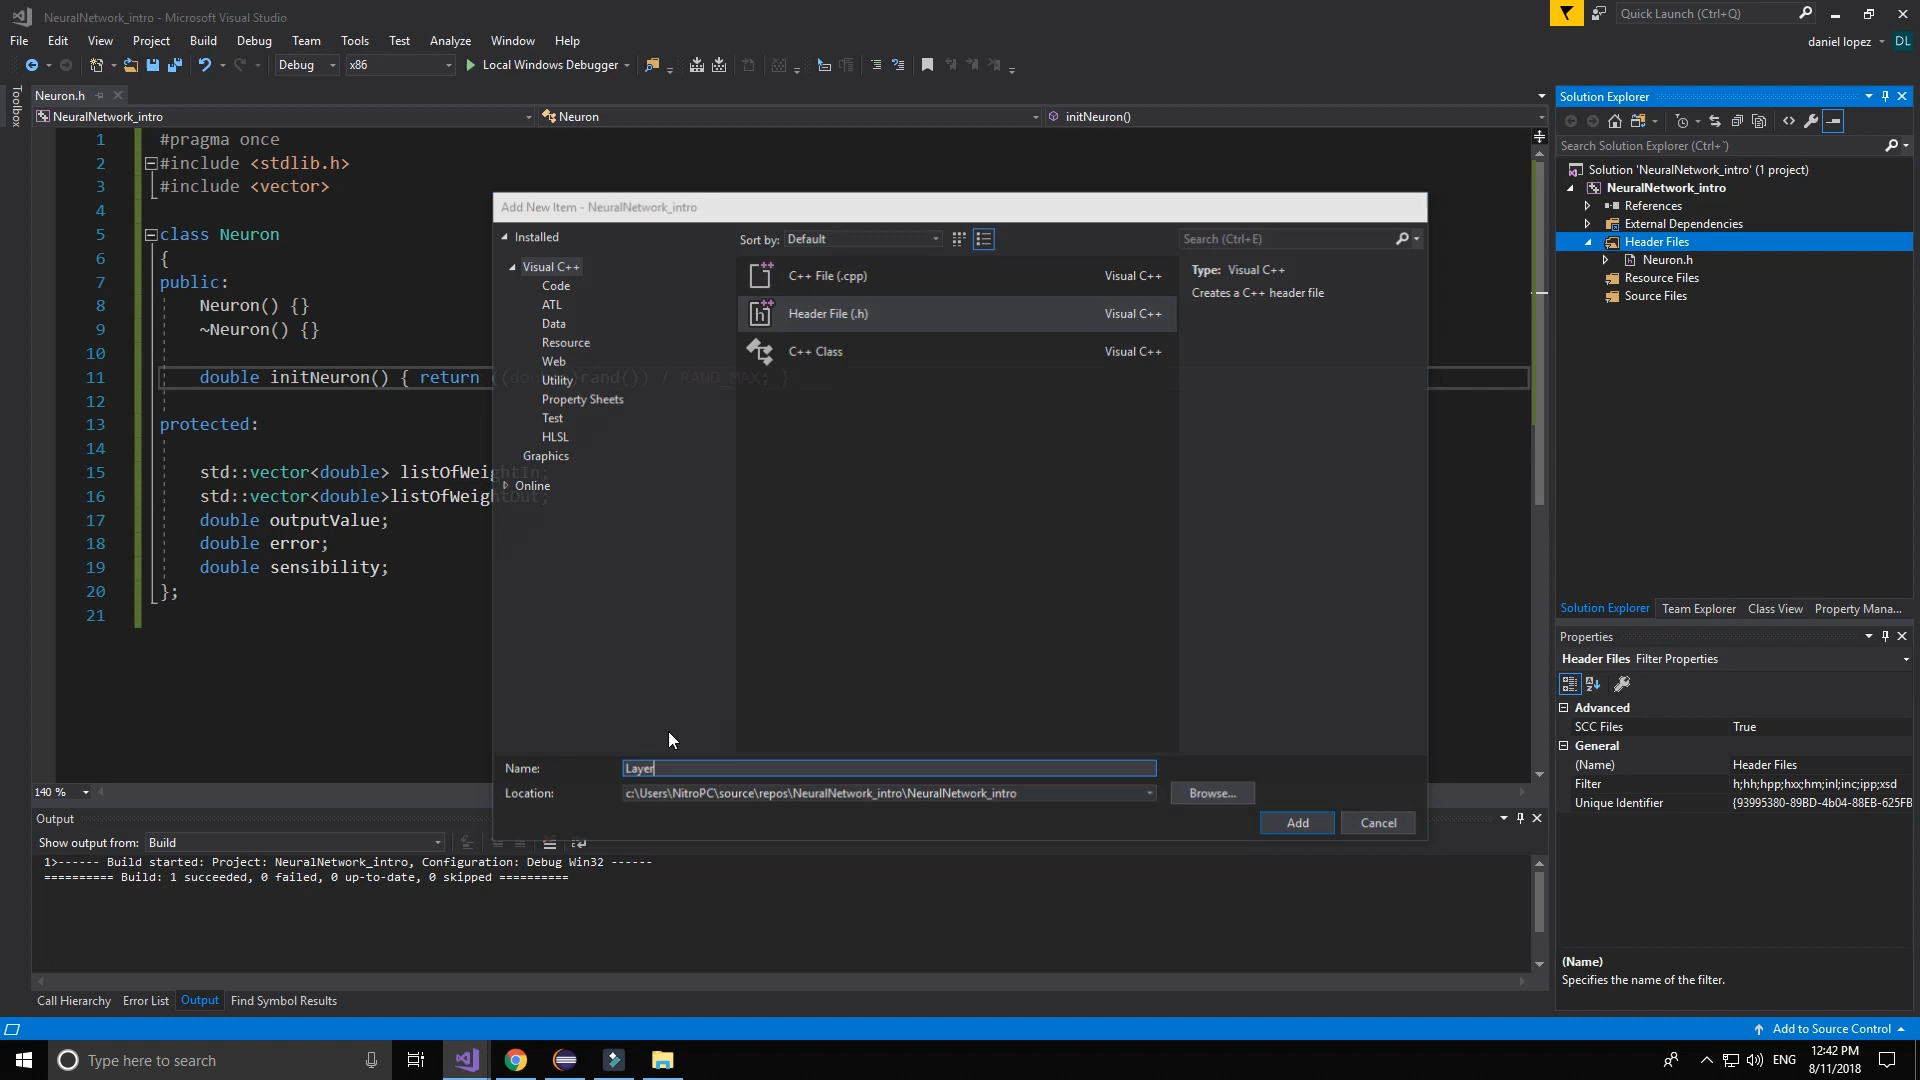 NeuralNetwork_intro - Microsoft Visual Studio
Quick Launch (Ctrl+Q)
File Edit View Project Build Debug Team Tools Test Analyze Window Help
daniel lopez DL
Debug x86 Local Windows Debugger
Toolbox
Neuron.h
NeuralNetwork_intro Neuron initNeuron()
1 #pragma once
2 #include <stdlib.h>
3 #include <vector>
4
5 class Neuron
6 {
7 public:
8 Neuron() {}
9 ~Neuron() {}
10
11 double initNeuron() { return ((double)rand()) / RAND_MAX; }
12
13 protected:
14
15 std::vector<double> listOfWeightIn;
16 std::vector<double>listOfWeightOut;
17 double outputValue;
18 double error;
19 double sensibility;
20 };
21
140 %
Add New Item - NeuralNetwork_intro
Installed
Visual C++
Code
ATL
Data
Resource
Web
Utility
Property Sheets
Test
HLSL
Graphics
Online
Sort by: Default
C++ File (.cpp) Visual C++
Header File (.h) Visual C++
C++ Class Visual C++
Search (Ctrl+E)
Type: Visual C++
Creates a C++ header file
Name: Layer
Location: c:\Users\NitroPC\source\repos\NeuralNetwork_intro\NeuralNetwork_intro
Browse...
Add Cancel
Output
Show output from: Build
1>------ Build started: Project: NeuralNetwork_intro, Configuration: Debug Win32 ------
========== Build: 1 succeeded, 0 failed, 0 up-to-date, 0 skipped ==========
Call Hierarchy Error List Output Find Symbol Results
Solution Explorer
Search Solution Explorer (Ctrl+`)
Solution 'NeuralNetwork_intro' (1 project)
NeuralNetwork_intro
References
External Dependencies
Header Files
Neuron.h
Resource Files
Source Files
Solution Explorer Team Explorer Class View Property Mana...
Properties
Header Files Filter Properties
Advanced
SCC Files True
General
(Name) Header Files
Filter h;hh;hpp;hxx;hm;inl;inc;ipp;xsd
Unique Identifier {93995380-89BD-4b04-88EB-625FB
(Name)
Specifies the name of the filter.
Add to Source Control
Type here to search
ENG
12:42 PM
8/11/2018